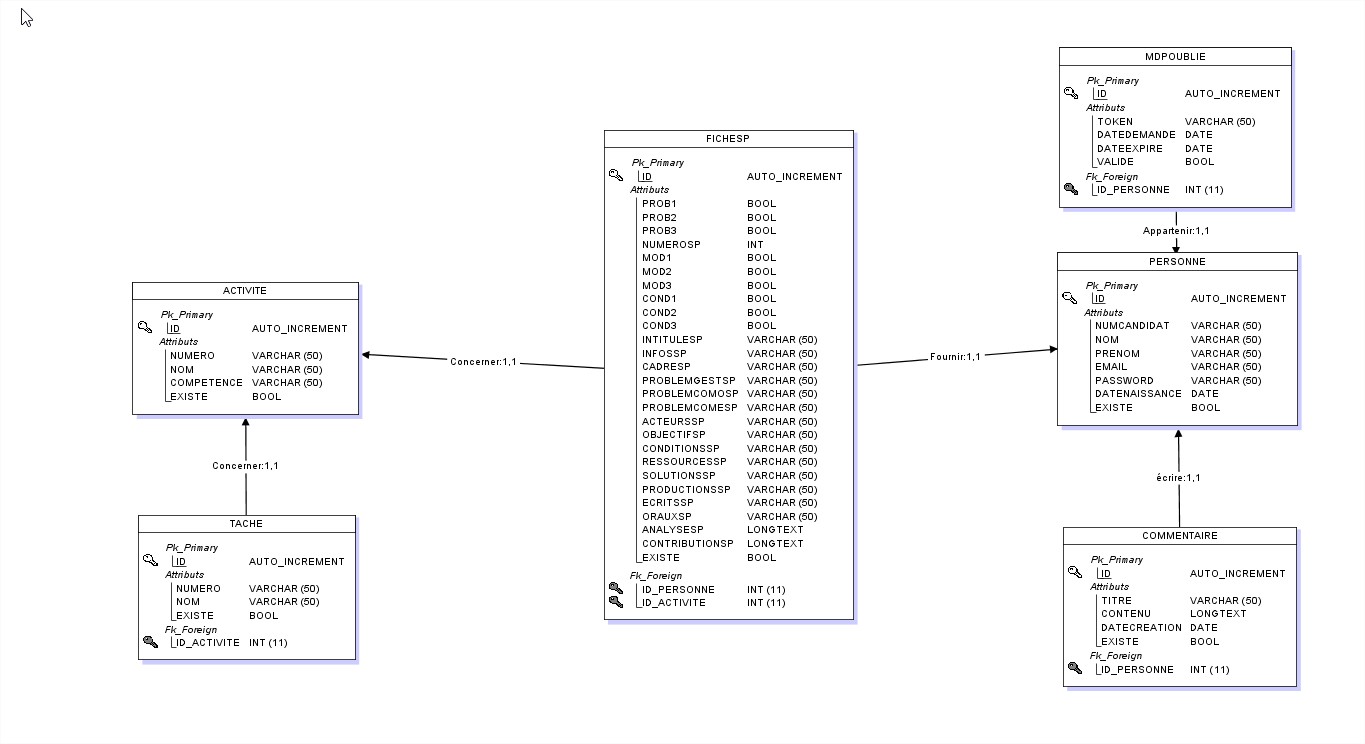 MDPOUBLIE
Pk_Primary
ID AUTO_INCREMENT
Attributs
TOKEN VARCHAR (50)
DATEDEMANDE DATE
DATEEXPIRE DATE
VALIDE BOOL
Fk_Foreign
ID_PERSONNE INT (11)
Appartenir:1,1
FICHESP
Pk_Primary
ID AUTO_INCREMENT
Attributs
PROB1 BOOL
PROB2 BOOL
PROB3 BOOL
NUMEROSP INT
MOD1 BOOL
MOD2 BOOL
MOD3 BOOL
COND1 BOOL
COND2 BOOL
COND3 BOOL
INTITULESP VARCHAR (50)
INFOSSP VARCHAR (50)
CADRESP VARCHAR (50)
PROBLEMGESTSP VARCHAR (50)
PROBLEMCOMOSP VARCHAR (50)
PROBLEMCOMESP VARCHAR (50)
ACTEURSSP VARCHAR (50)
OBJECTIFSP VARCHAR (50)
CONDITIONSSP VARCHAR (50)
RESSOURCESSP VARCHAR (50)
SOLUTIONSSP VARCHAR (50)
PRODUCTIONSSP VARCHAR (50)
ECRITSSP VARCHAR (50)
ORAUXSP VARCHAR (50)
ANALYSESP LONGTEXT
CONTRIBUTIONSP LONGTEXT
EXISTE BOOL
Fk_Foreign
ID_PERSONNE INT (11)
ID_ACTIVITE INT (11)
PERSONNE
Pk_Primary
ID AUTO_INCREMENT
Attributs
NUMCANDIDAT VARCHAR (50)
NOM VARCHAR (50)
PRENOM VARCHAR (50)
EMAIL VARCHAR (50)
PASSWORD VARCHAR (50)
DATENAISSANCE DATE
EXISTE BOOL
ACTIVITE
Pk_Primary
ID AUTO_INCREMENT
Attributs
NUMERO VARCHAR (50)
NOM VARCHAR (50)
COMPETENCE VARCHAR (50)
EXISTE BOOL
Concerner:1,1
Fournir:1,1
Concerner:1,1
écrire:1,1
TACHE
Pk_Primary
ID AUTO_INCREMENT
Attributs
NUMERO VARCHAR (50)
NOM VARCHAR (50)
EXISTE BOOL
Fk_Foreign
ID_ACTIVITE INT (11)
COMMENTAIRE
Pk_Primary
ID AUTO_INCREMENT
Attributs
TITRE VARCHAR (50)
CONTENU LONGTEXT
DATECREATION DATE
EXISTE BOOL
Fk_Foreign
ID_PERSONNE INT (11)